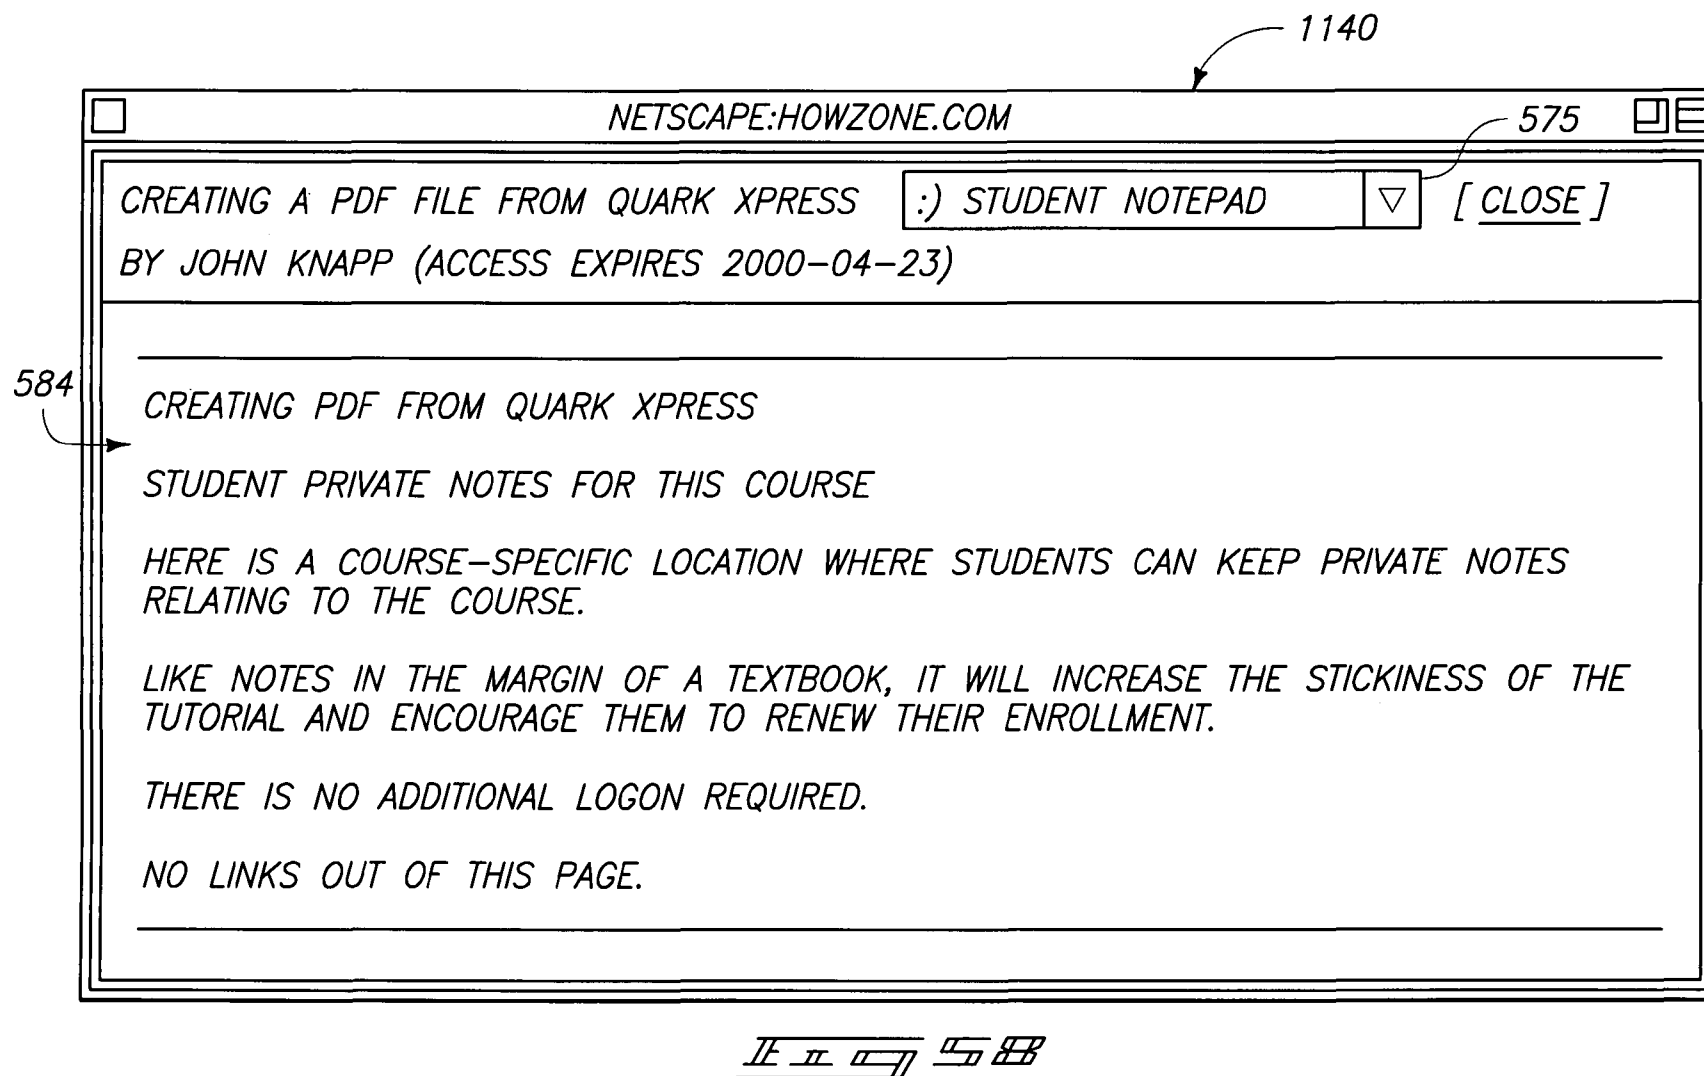 1140
NETSCAPE:HOWZONE.COM
575
CREATING A PDF FILE FROM QUARK XPRESS :) STUDENT NOTEPAD [ CLOSE ]
BY JOHN KNAPP (ACCESS EXPIRES 2000-04-23)
584
CREATING PDF FROM QUARK XPRESS
STUDENT PRIVATE NOTES FOR THIS COURSE
HERE IS A COURSE-SPECIFIC LOCATION WHERE STUDENTS CAN KEEP PRIVATE NOTES
RELATING TO THE COURSE.
LIKE NOTES IN THE MARGIN OF A TEXTBOOK, IT WILL INCREASE THE STICKINESS OF THE
TUTORIAL AND ENCOURAGE THEM TO RENEW THEIR ENROLLMENT.
THERE IS NO ADDITIONAL LOGON REQUIRED.
NO LINKS OUT OF THIS PAGE.
FIG 58